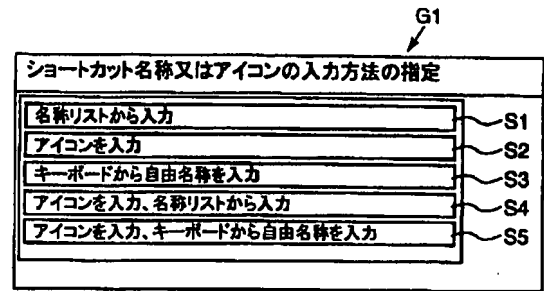 G1
ショートカット名称又はアイコンの入力方法の指定
名称リストから入力 S1
アイコンを入力 S2
キーボードから自由名称を入力 S3
アイコンを入力、名称リストから入力 S4
アイコンを入力、キーボードから自由名称を入力 S5